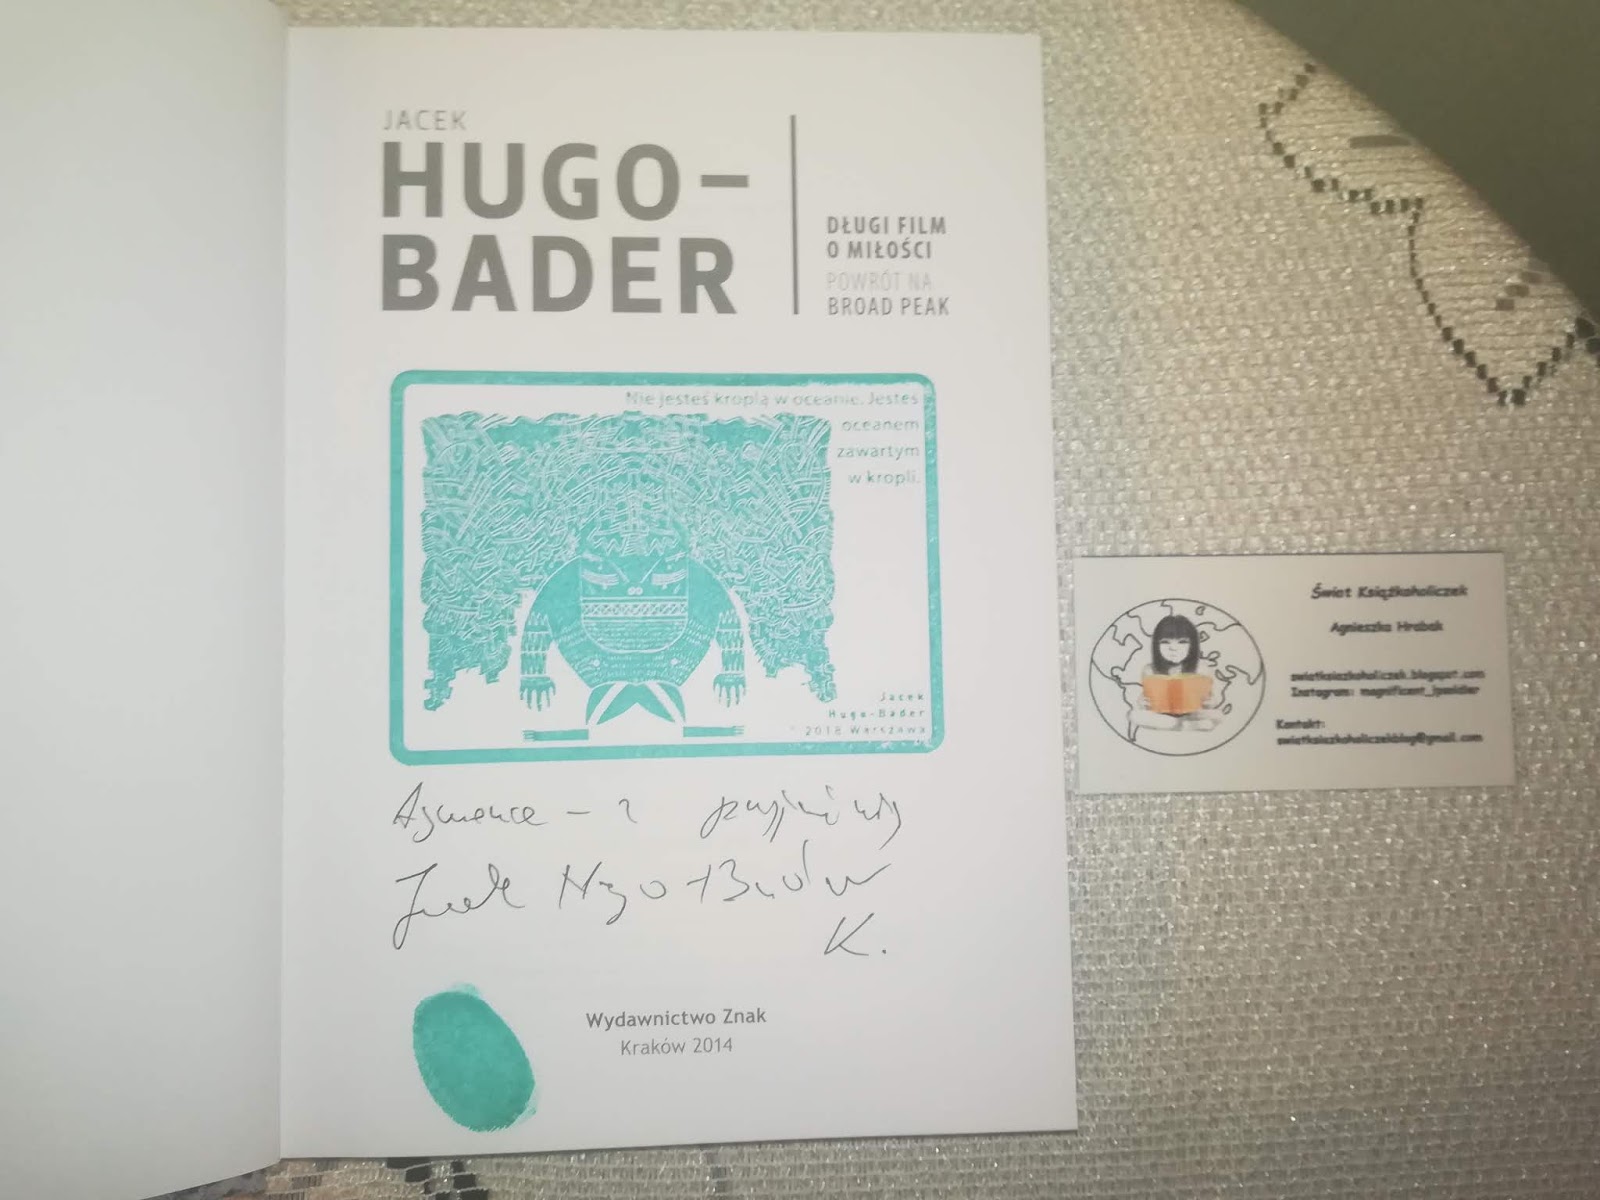 JACEK
HUGO–
BADER
DŁUGI FILM
O MIŁOŚCI
POWRÓT NA
BROAD PEAK
Nie jesteś kroplą w oceanie. Jesteś
oceanem
zawartym
w kropli.
Jacek
Hugo-Bader
2018 Warszawa
Jacek Hugo-Bader
K.
Wydawnictwo Znak
Kraków 2014
Świat Książkoholiczek
Agnieszka Hrabak
swiatksiazkoholiczek.blogspot.com
Instagram:
Kontakt:
swiatksiazkoholiczekblog@gmail.com